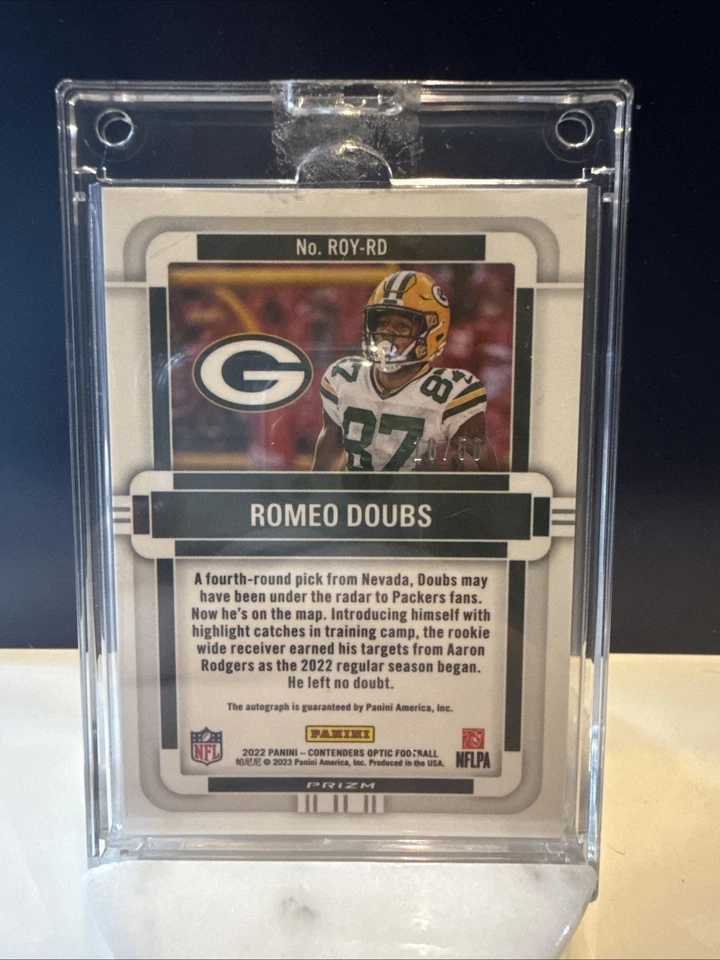 No. ROY-RD
G
87
87
ROMEO DOUBS
A fourth-round pick from Nevada, Doubs may
have been under the radar to Packers fans.
Now he's on the map. Introducing himself with
highlight catches in training camp, the rookie
wide receiver earned his targets from Aaron
Rodgers as the 2022 regular season began.
He left no doubt.
The autograph is guaranteed by Panini America, Inc.
PANINI
NFL
2022 PANINI – CONTENDERS OPTIC FOOTBALL
帕尼尼 © 2023 Panini America, Inc. Produced in the USA.
NFLPA
PRIZM